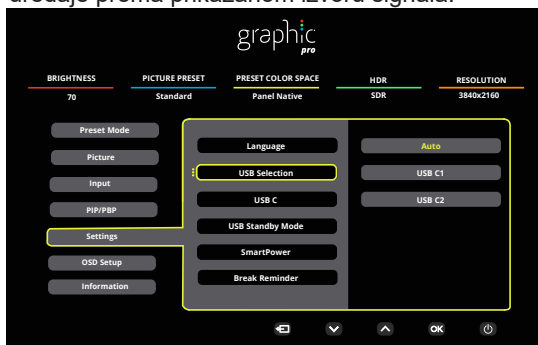 uređaje prema prikazanom izvoru signala.
graphic
pro
BRIGHTNESS PICTURE PRESET PRESET COLOR SPACE HDR RESOLUTION
70 Standard Panel Native SDR 3840x2160
Preset Mode
Picture
Input
PIP/PBP
Settings
OSD Setup
Information
Language
USB Selection
USB C
USB Standby Mode
SmartPower
Break Reminder
Auto
USB C1
USB C2
OK